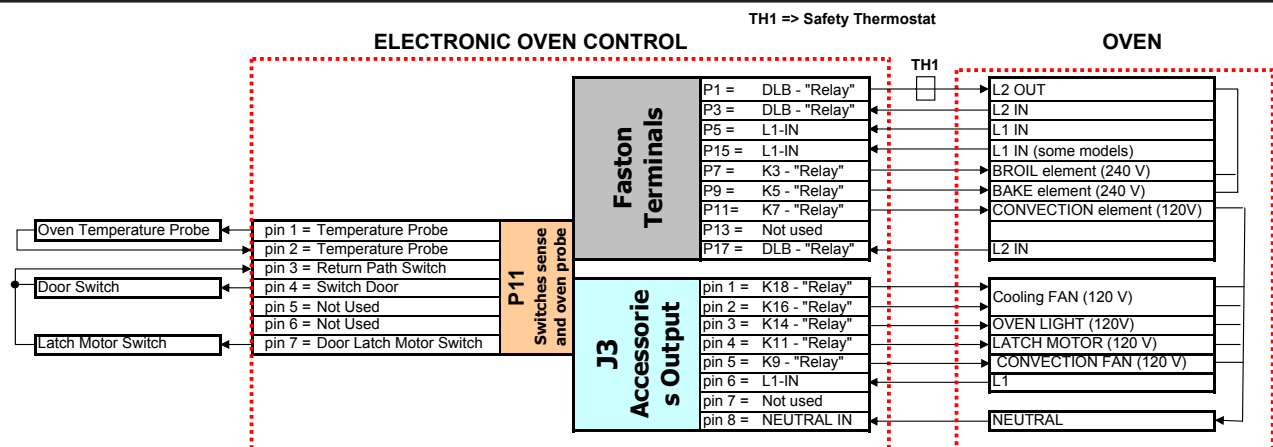 TH1 => Safety Thermostat
ELECTRONIC OVEN CONTROL
OVEN
TH1
Faston
Terminals
P1 = DLB - "Relay"
P3 = DLB - "Relay"
P5 = L1-IN
P15 = L1-IN
P7 = K3 - "Relay"
P9 = K5 - "Relay"
P11= K7 - "Relay"
P13 = Not used
P17 = DLB - "Relay"
L2 OUT
L2 IN
L1 IN
L1 IN (some models)
BROIL element (240 V)
BAKE element (240 V)
CONVECTION element (120V)
L2 IN
Oven Temperature Probe
Door Switch
Latch Motor Switch
pin 1 = Temperature Probe
pin 2 = Temperature Probe
pin 3 = Return Path Switch
pin 4 = Switch Door
pin 5 = Not Used
pin 6 = Not Used
pin 7 = Door Latch Motor Switch
P11
Switches sense
and oven probe
J3
Accessorie
s Output
pin 1 = K18 - "Relay"
pin 2 = K16 - "Relay"
pin 3 = K14 - "Relay"
pin 4 = K11 - "Relay"
pin 5 = K9 - "Relay"
pin 6 = L1-IN
pin 7 = Not used
pin 8 = NEUTRAL IN
Cooling FAN (120 V)
OVEN LIGHT (120V)
LATCH MOTOR (120 V)
CONVECTION FAN (120 V)
L1
NEUTRAL